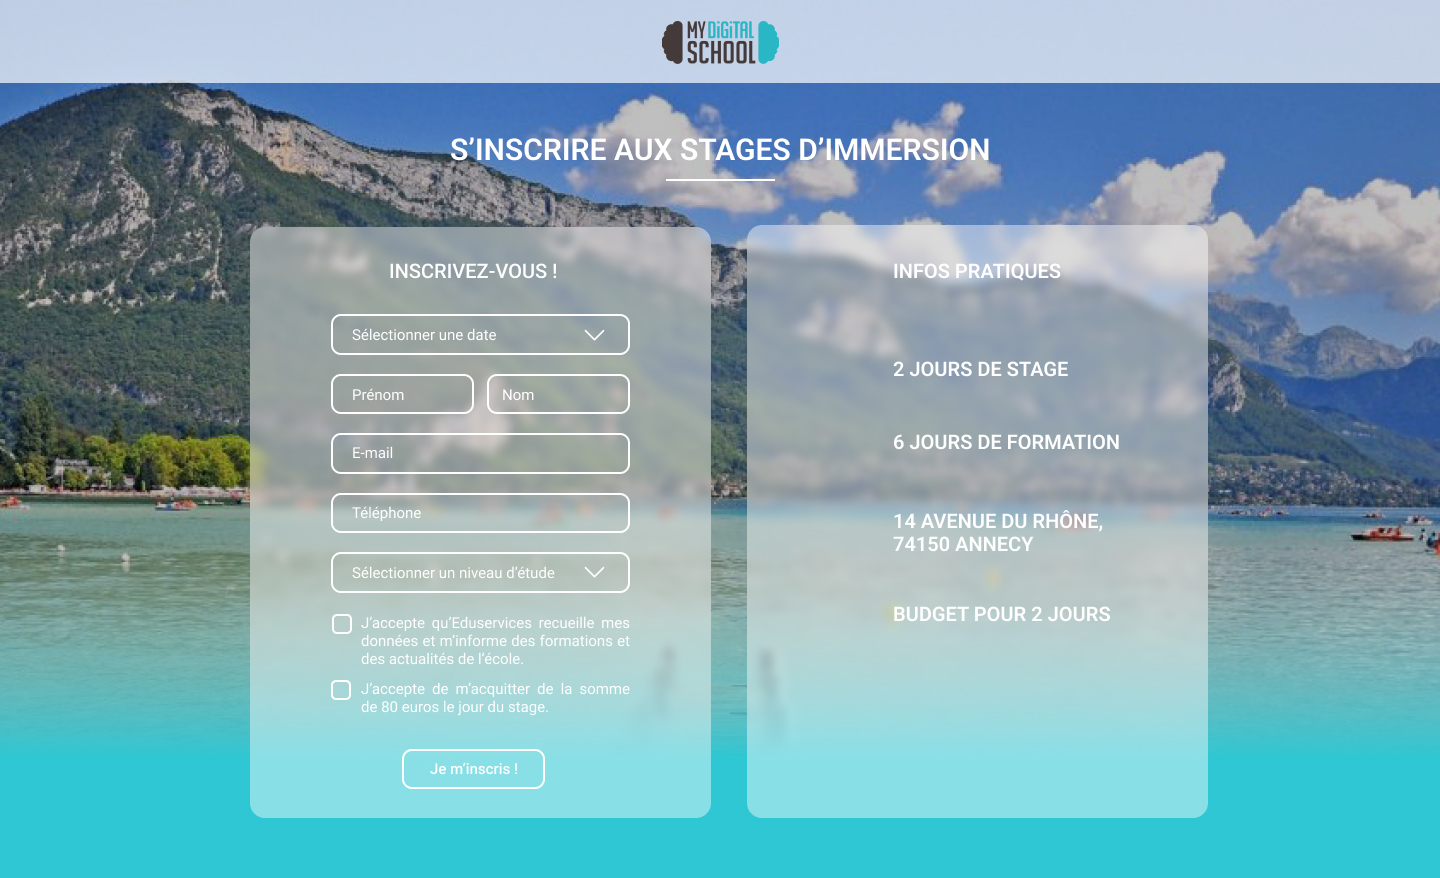 MY DIGITAL
SCHOOL
S’INSCRIRE AUX STAGES D’IMMERSION
INSCRIVEZ-VOUS !
Sélectionner une date
Prénom
Nom
E-mail
Téléphone
Sélectionner un niveau d’étude
J’accepte qu’Eduservices recueille mes
données et m’informe des formations et
des actualités de l’école.
J’accepte de m’acquitter de la somme
de 80 euros le jour du stage.
Je m’inscris !
INFOS PRATIQUES
2 JOURS DE STAGE
6 JOURS DE FORMATION
14 AVENUE DU RHÔNE,
74150 ANNECY
BUDGET POUR 2 JOURS